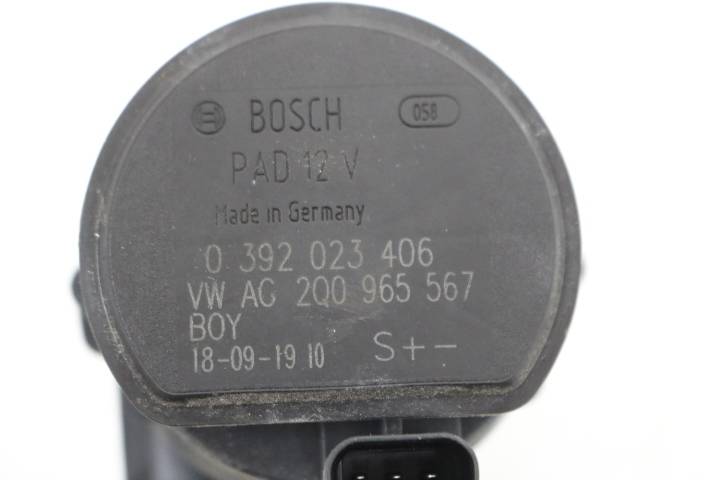 BOSCH 058
PAD 12 V
Made in Germany
0 392 023 406
VW AG 2Q0 965 567
BOY
18-09-19 10 S+-